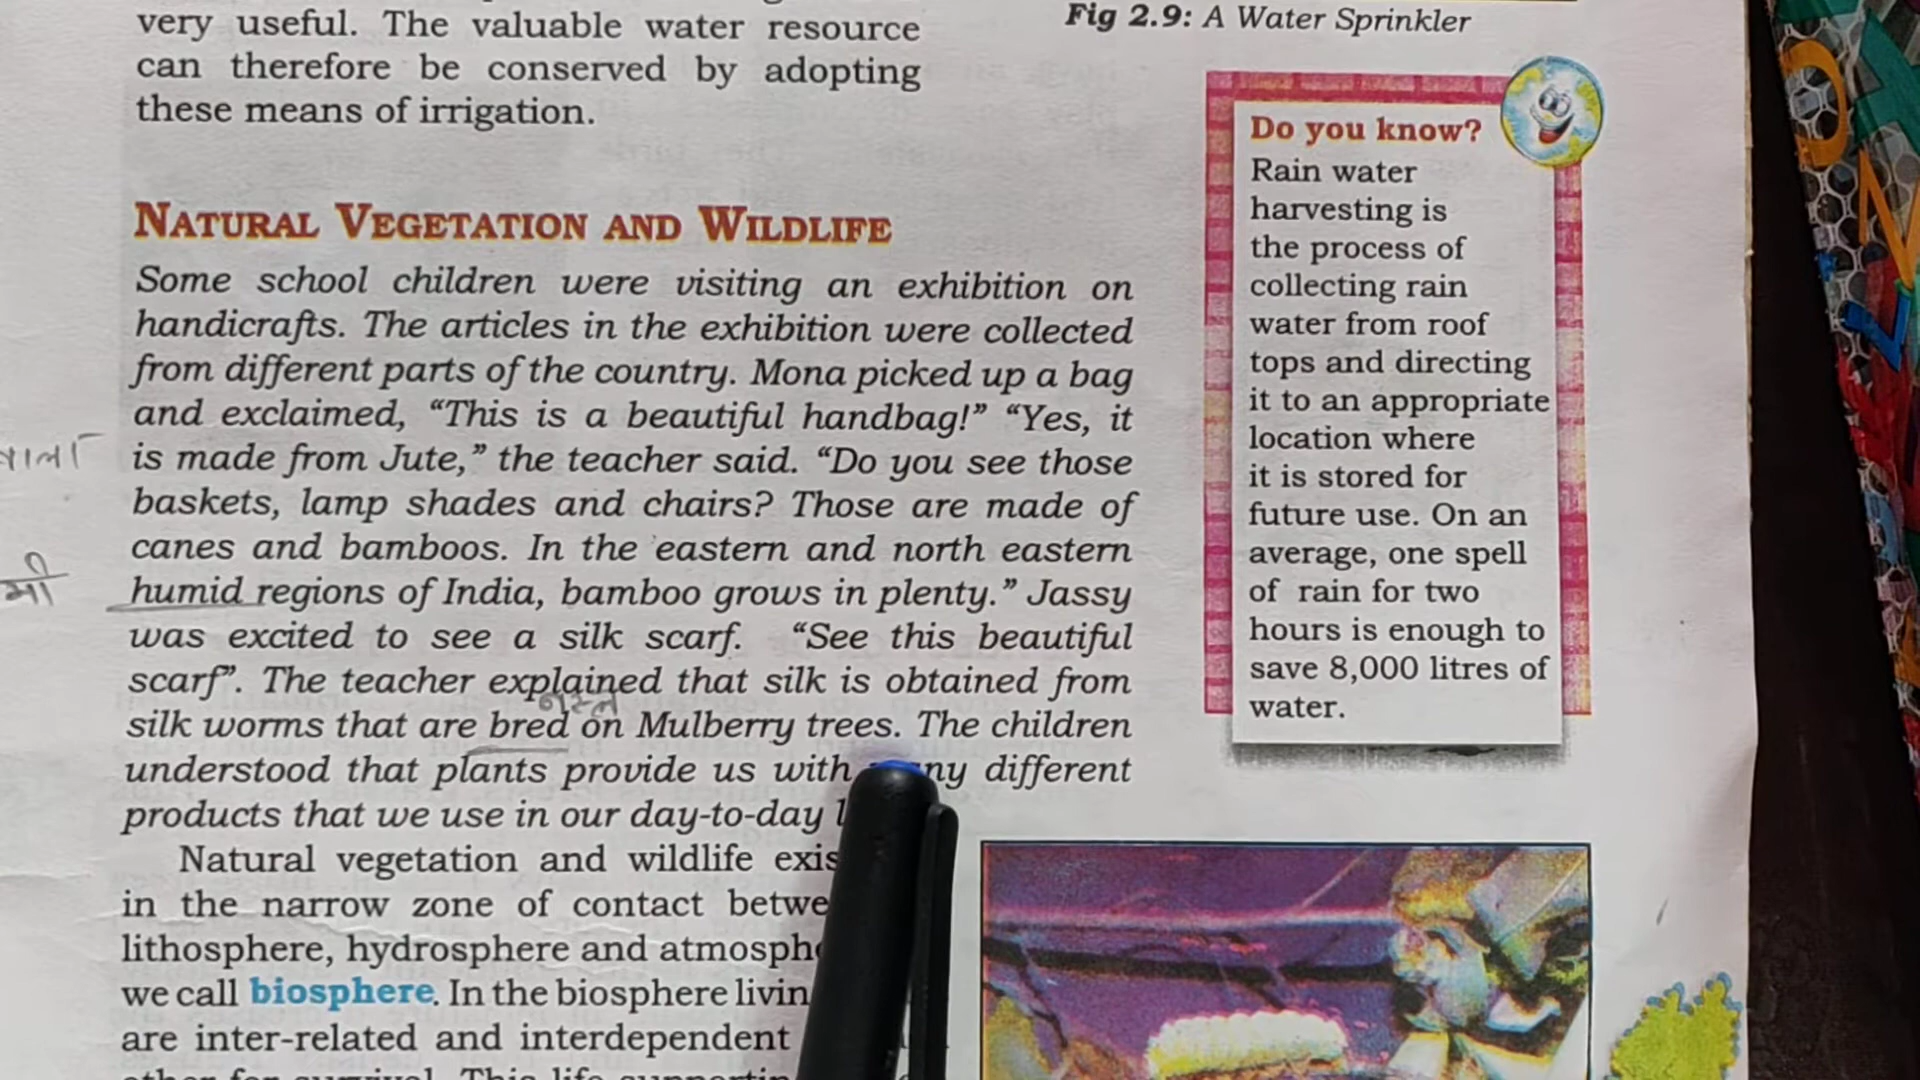 very useful. The valuable water resource
can therefore be conserved by adopting
these means of irrigation.
NATURAL VEGETATION AND WILDLIFE
Some school children were visiting an exhibition on
handicrafts. The articles in the exhibition were collected
from different parts of the country. Mona picked up a bag
and exclaimed, “This is a beautiful handbag!” “Yes, it
is made from Jute,” the teacher said. “Do you see those
baskets, lamp shades and chairs? Those are made of
canes and bamboos. In the eastern and north eastern
humid regions of India, bamboo grows in plenty.” Jassy
was excited to see a silk scarf. “See this beautiful
scarf”. The teacher explained that silk is obtained from
नस्ल
silk worms that are bred on Mulberry trees. The children
understood that plants provide us with different
products that we use in our day-to-day
Natural vegetation and wildlife
in the narrow zone of contact
lithosphere, hydrosphere and
we call biosphere. In the biosphere
are inter-related and interdependent
Fig 2.9: A Water Sprinkler
Do you know?
Rain water
harvesting is
the process of
collecting rain
water from roof
tops and directing
it to an appropriate
location where
it is stored for
future use. On an
average, one spell
of rain for two
hours is enough to
save 8,000 litres of
water.